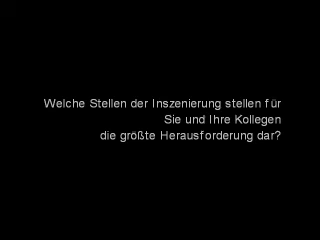 Welche Stellen der Inszenierung stellen für
Sie und Ihre Kollegen
die größte Herausforderung dar?